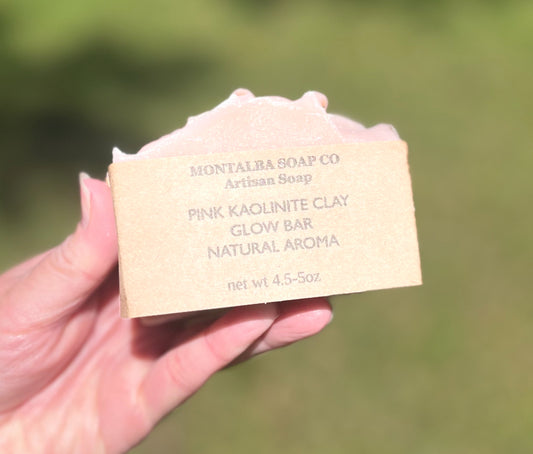 MONTALBA SOAP CO
Artisan Soap
PINK KAOLINITE CLAY
GLOW BAR
NATURAL AROMA
net wt 4.5-5oz